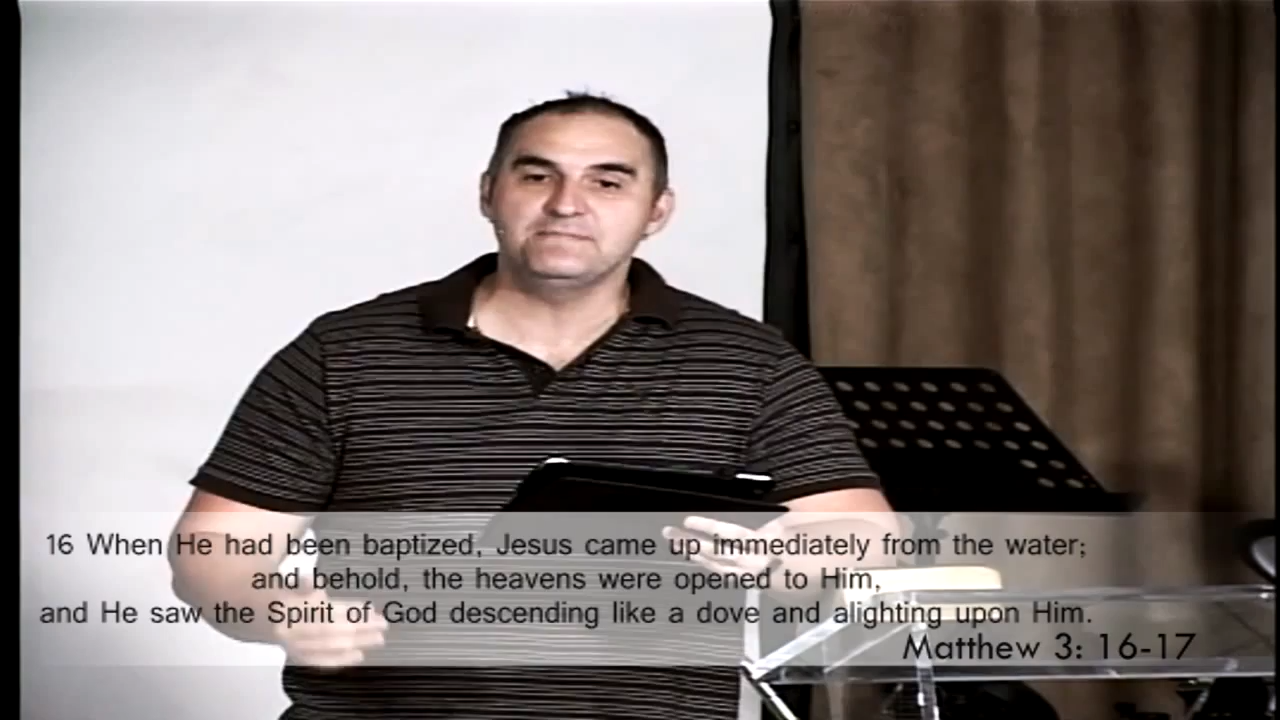 16 When He had been baptized, Jesus came up immediately from the water;
and behold, the heavens were opened to Him,
and He saw the Spirit of God descending like a dove and alighting upon Him.
Matthew 3: 16-17